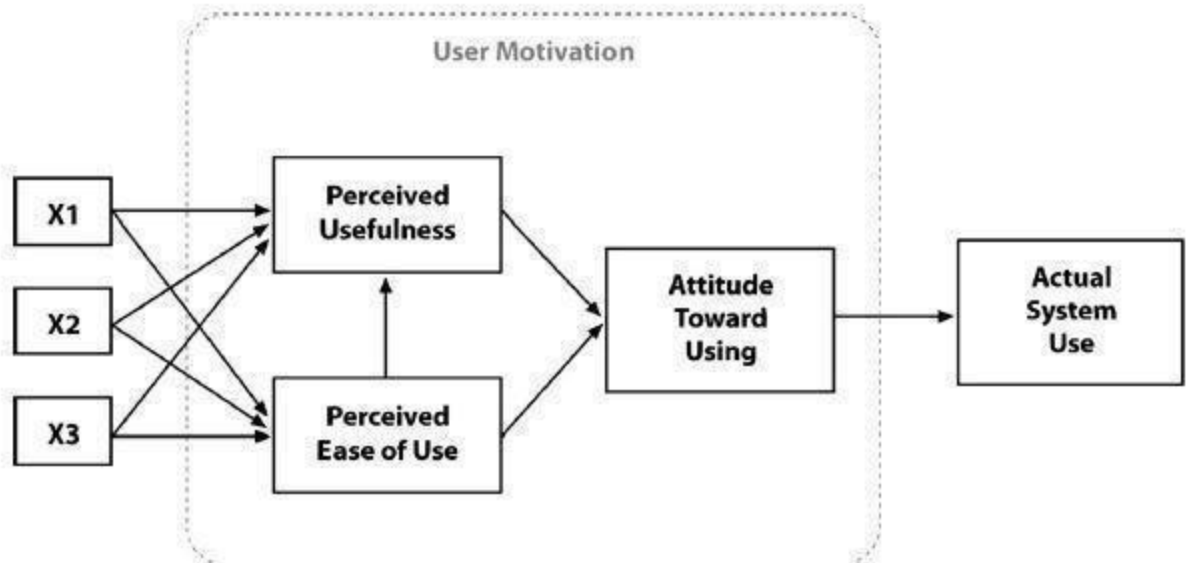 User Motivation
X1
X2
X3
Perceived
Usefulness
Perceived
Ease of Use
Attitude
Toward
Using
Actual
System
Use